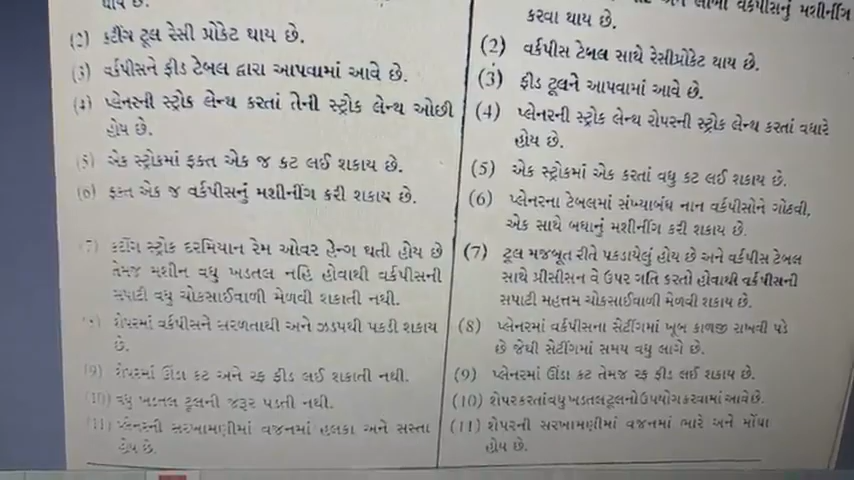 થાય છે.
(2) કટીંગ ટૂલ રેસી પ્રોકેટ થાય છે.
(3) વર્કપીસને ફીડ ટેબલ દ્વારા આપવામાં આવે છે.
(4) પ્લેનરની સ્ટ્રોક લેન્થ કરતાં તેની સ્ટ્રોક લેન્થ ઓછી
હોય છે.
(5) એક સ્ટ્રોકમાં ફક્ત એક જ કટ લઈ શકાય છે.
(6) ફક્ત એક જ વર્કપીસનું મશીનીંગ કરી શકાય છે.
(7) કટીંગ સ્ટ્રોક દરમિયાન રેમ ઓવર હેન્ગ થતી હોય છે
તેમજ મશીન વધુ ખડતલ નહિ હોવાથી વર્કપીસની
સપાટી વધુ ચોકસાઈવાળી મેળવી શકાતી નથી.
શેપરમાં વર્કપીસને સરળતાથી અને ઝડપથી પકડી શકાય
છે.
(9) શેપરમાં ઊંડા કટ અને રફ ફીડ લઈ શકાતી નથી.
(10) વધુ ખડતલ ટૂલની જરૂર પડતી નથી.
(11) પ્લેનરની સરખામણીમાં વજનમાં હલકા અને સસ્તા
હોય છે.
વર્કપીસનું મશીનીંગ
કરવા થાય છે.
(2) વર્કપીસ ટેબલ સાથે રેસીપ્રોકેટ થાય છે.
(3) ફીડ ટૂલને આપવામાં આવે છે.
(4) પ્લેનરની સ્ટ્રોક લેન્થ રોપરની સ્ટ્રોક લેન્થ કરતાં વધારે
હોય છે.
(5) એક સ્ટ્રોકમાં એક કરતાં વધુ કટ લઈ શકાય છે.
(6) પ્લેનરના ટેબલમાં સંખ્યાબંધ નાન વર્કપીસોને ગોઠવી,
એક સાથે બધાનું મશીનીંગ કરી શકાય છે.
(7) ટૂલ મજબૂત રીતે પકડાયેલું હોય છે અને વર્કપીસ ટેબલ
સાથે પ્રીસીસન વે ઉપર ગતિ કરતો હોવાથી વર્કપીસની
સપાટી મહત્તમ ચોકસાઈવાળી મેળવી શકાય છે.
(8) પ્લેનરમાં વર્કપીસના સેટીંગમાં ખૂબ કાળજી રાખવી પડે
છે જેથી સેટીંગમાં સમય વધુ લાગે છે.
(9) પ્લેનરમાં ઊંડા કટ તેમજ રફ ફીડ લઈ શકાય છે.
(10) શેપર કરતાં વધુ ખડતલ ટૂલનો ઉપયોગ કરવામાં આવે છે.
(11) શેપરની સરખામણીમાં વજનમાં ભારે અને મોંઘા
હોય છે.